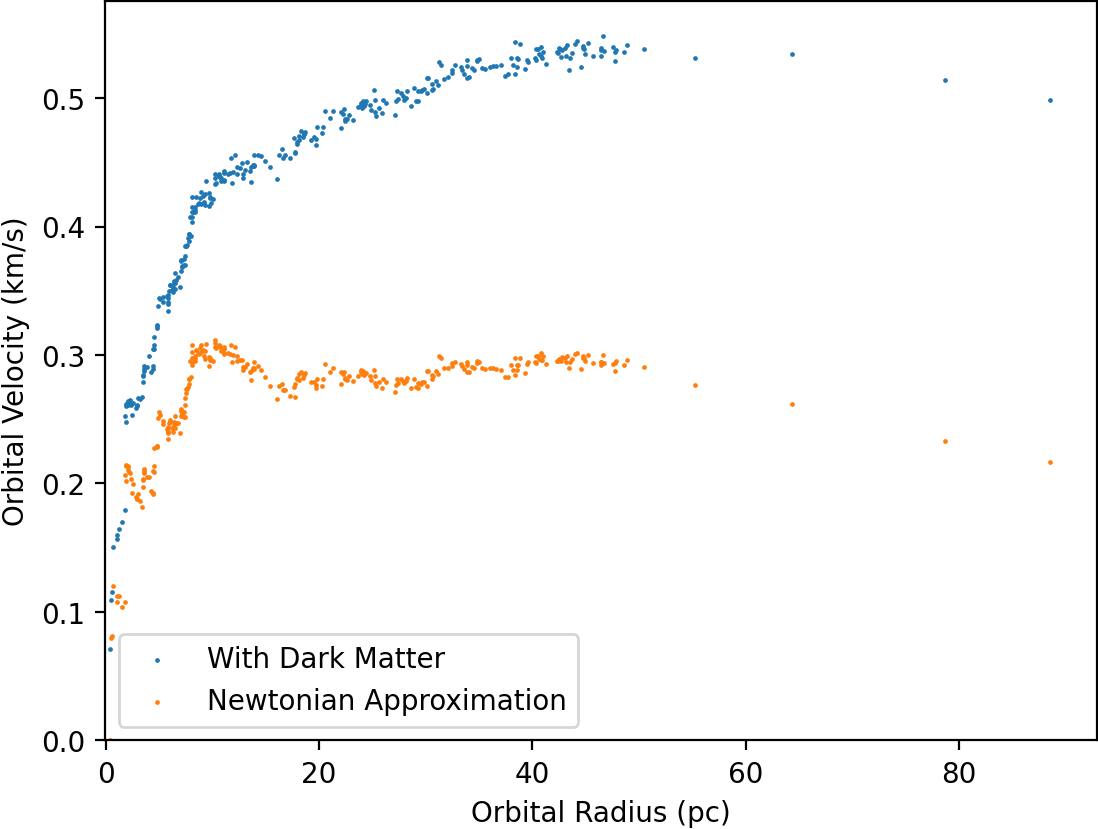 0.5
0.4
0.3
0.2
0.1
0.0
Orbital Velocity (km/s)
With Dark Matter
Newtonian Approximation
0 20 40 60 80
Orbital Radius (pc)